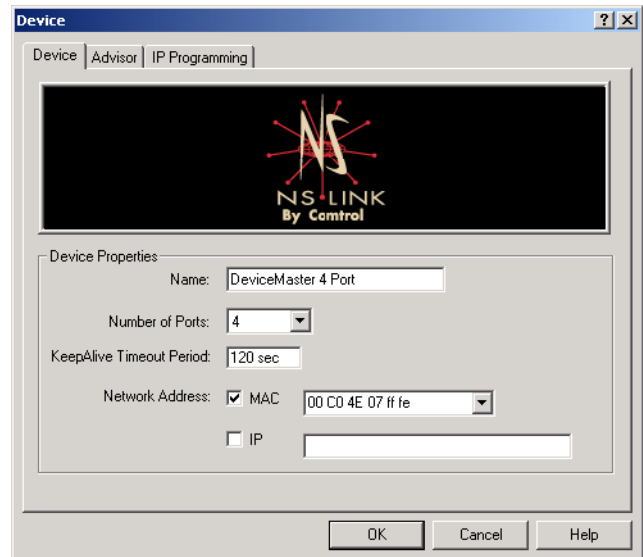 Device
Device Advisor IP Programming
NS
NS•LINK
By Comtrol
Device Properties
Name: DeviceMaster 4 Port
Number of Ports: 4
KeepAlive Timeout Period: 120 sec
Network Address: MAC 00 C0 4E 07 ff fe
IP
OK Cancel Help